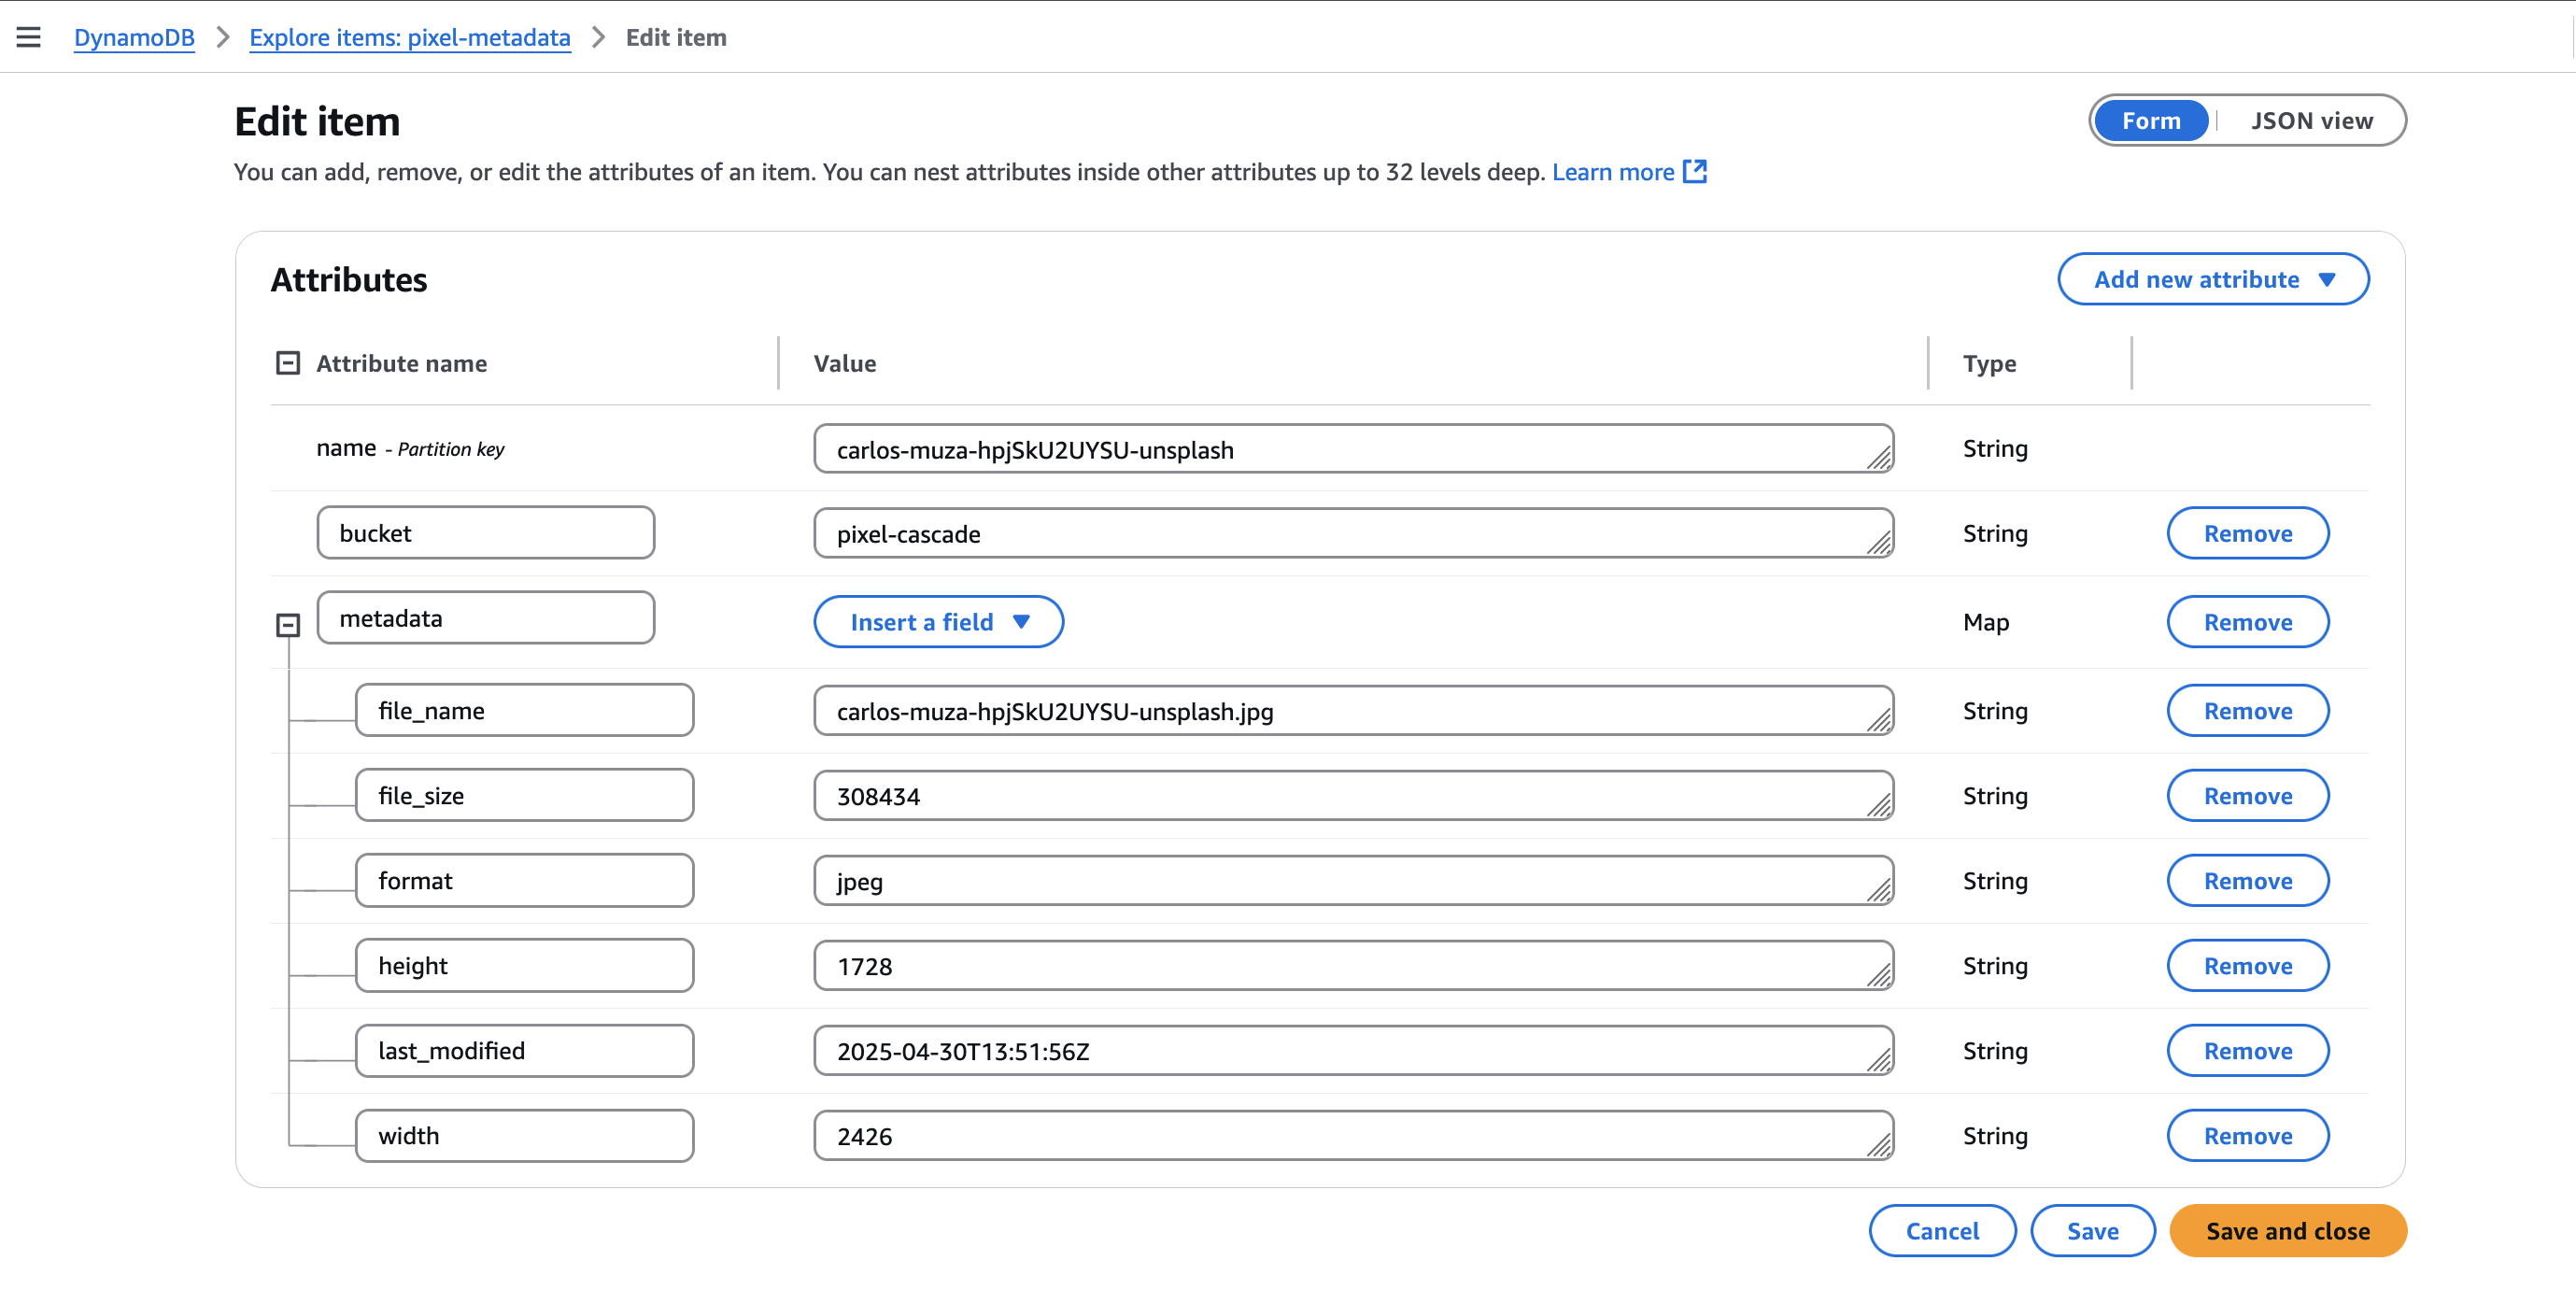 DynamoDB > Explore items: pixel-metadata > Edit item
Edit item
Form | JSON view
You can add, remove, or edit the attributes of an item. You can nest attributes inside other attributes up to 32 levels deep. Learn more
Attributes
Add new attribute
Attribute name Value Type
name - Partition key carlos-muza-hpjSkU2UYSU-unsplash String
bucket pixel-cascade String Remove
metadata Insert a field Map Remove
file_name carlos-muza-hpjSkU2UYSU-unsplash.jpg String Remove
file_size 308434 String Remove
format jpeg String Remove
height 1728 String Remove
last_modified 2025-04-30T13:51:56Z String Remove
width 2426 String Remove
Cancel Save Save and close